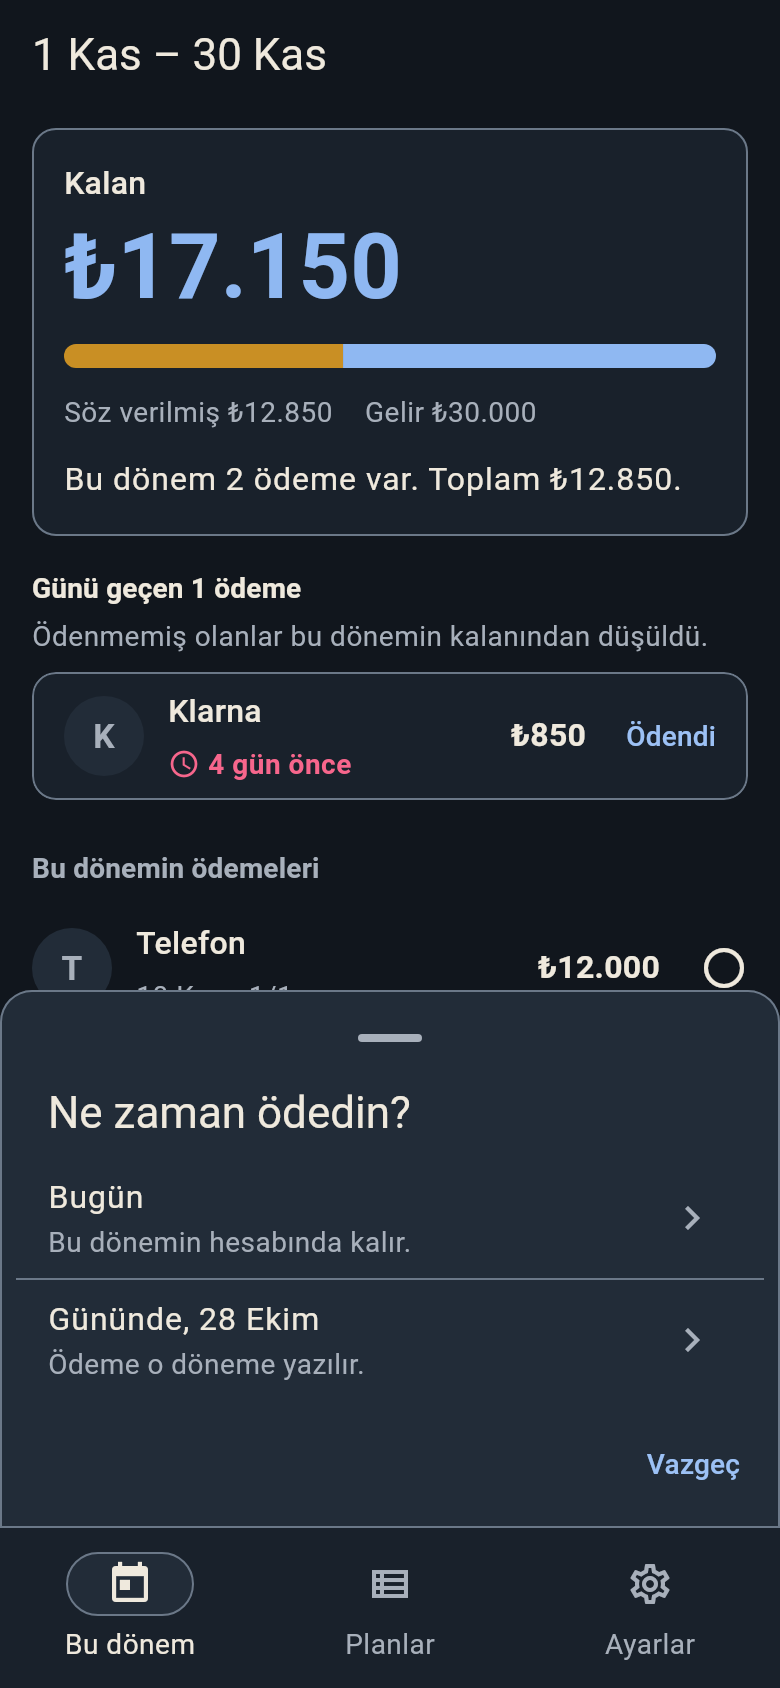 1 Kas – 30 Kas
Kalan
₺17.150
Söz verilmiş ₺12.850 Gelir ₺30.000
Bu dönem 2 ödeme var. Toplam ₺12.850.
Günü geçen 1 ödeme
Ödenmemiş olanlar bu dönemin kalanından düşüldü.
K
Klarna
₺850
Ödendi
4 gün önce
Bu dönemin ödemeleri
T
Telefon
₺12.000
Ne zaman ödedin?
Bugün
Bu dönemin hesabında kalır.
Gününde, 28 Ekim
Ödeme o döneme yazılır.
Vazgeç
Bu dönem
Planlar
Ayarlar